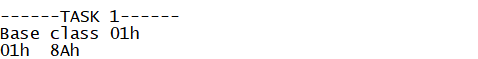 ------TASK 1------
Base class 01h
01h  8Ah